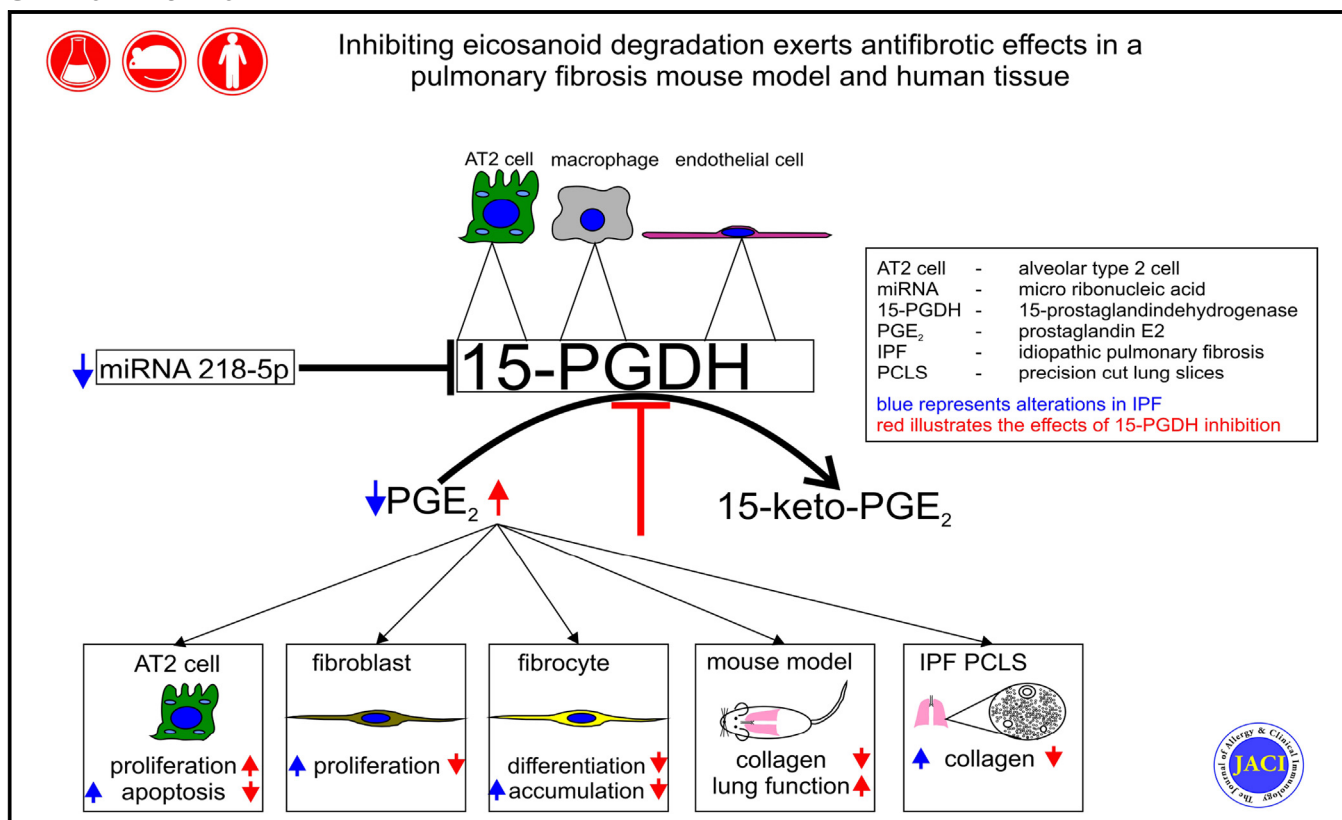 Inhibiting eicosanoid degradation exerts antifibrotic effects in a
pulmonary fibrosis mouse model and human tissue
AT2 cell macrophage endothelial cell
AT2 cell - alveolar type 2 cell
miRNA - micro ribonucleic acid
15-PGDH - 15-prostaglandindehydrogenase
PGE₂ - prostaglandin E2
IPF - idiopathic pulmonary fibrosis
PCLS - precision cut lung slices
blue represents alterations in IPF
red illustrates the effects of 15-PGDH inhibition
miRNA 218-5p
15-PGDH
PGE₂
15-keto-PGE₂
AT2 cell
proliferation
apoptosis
fibroblast
proliferation
fibrocyte
differentiation
accumulation
mouse model
collagen
lung function
IPF PCLS
collagen
The Journal of Allergy & Clinical Immunology
JACI